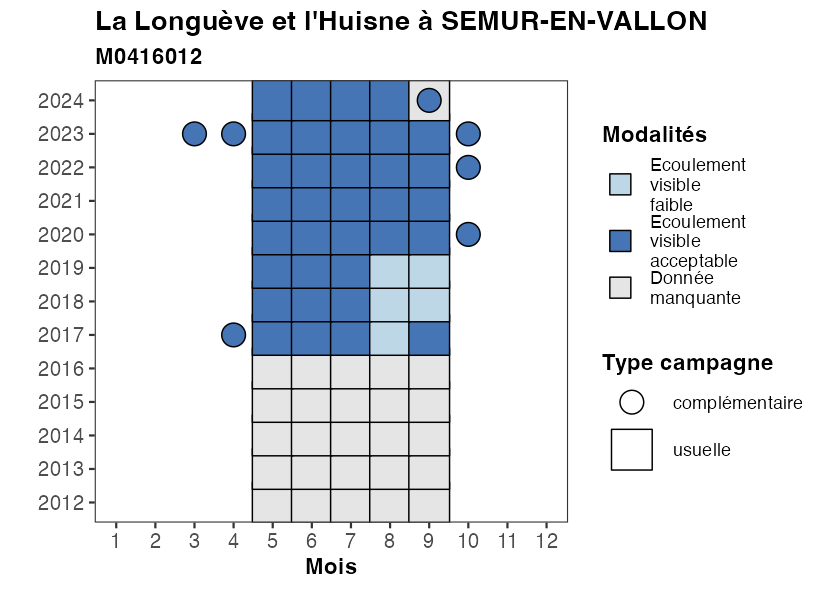 La Longuève et l'Huisne à SEMUR-EN-VALLON
M0416012
2024
2023
2022
2021
2020
2019
2018
2017
2016
2015
2014
2013
2012
1 2 3 4 5 6 7 8 9 10 11 12
Mois
Modalités
Ecoulement
visible
faible
Ecoulement
visible
acceptable
Donnée
manquante
Type campagne
complémentaire
usuelle